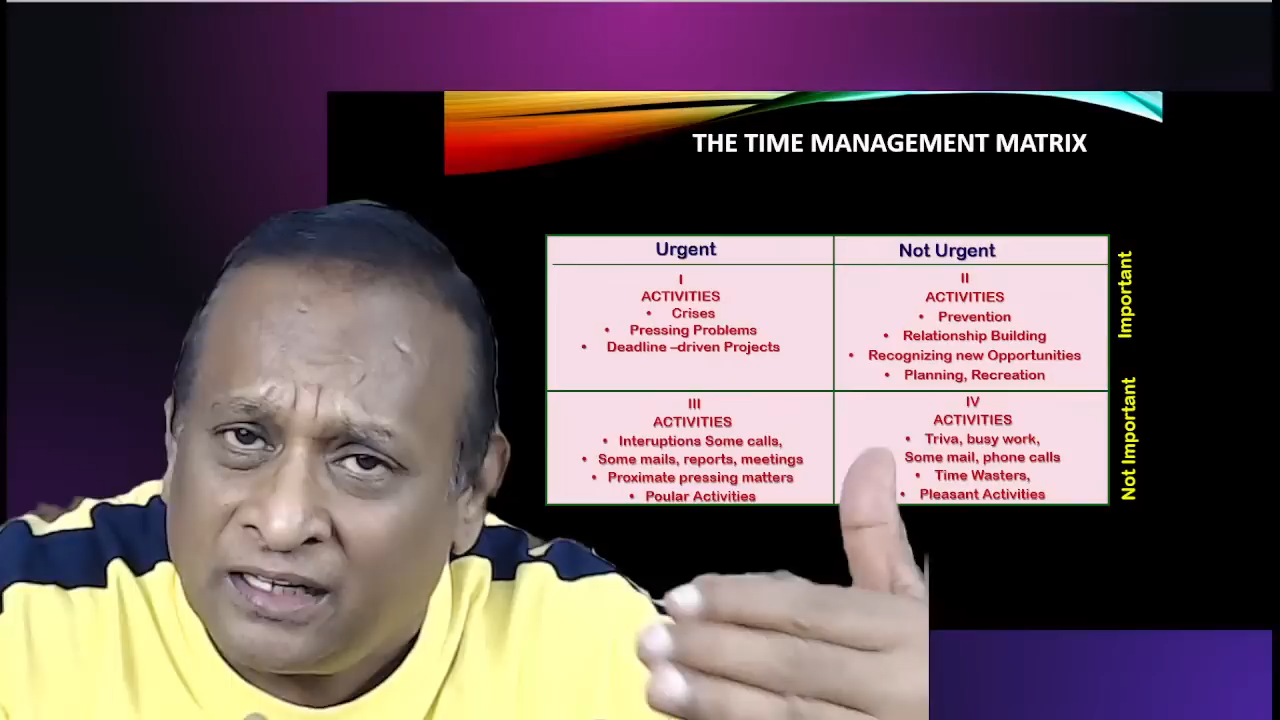 THE TIME MANAGEMENT MATRIX
Urgent
Not Urgent
Important
I
ACTIVITIES
• Crises
• Pressing Problems
• Deadline –driven Projects
II
ACTIVITIES
• Prevention
• Relationship Building
• Recognizing new Opportunities
• Planning, Recreation
Not Important
III
ACTIVITIES
• Interuptions Some calls,
• Some mails, reports, meetings
• Proximate pressing matters
• Poular Activities
IV
ACTIVITIES
• Triva, busy work,
Some mail, phone calls
• Time Wasters,
• Pleasant Activities